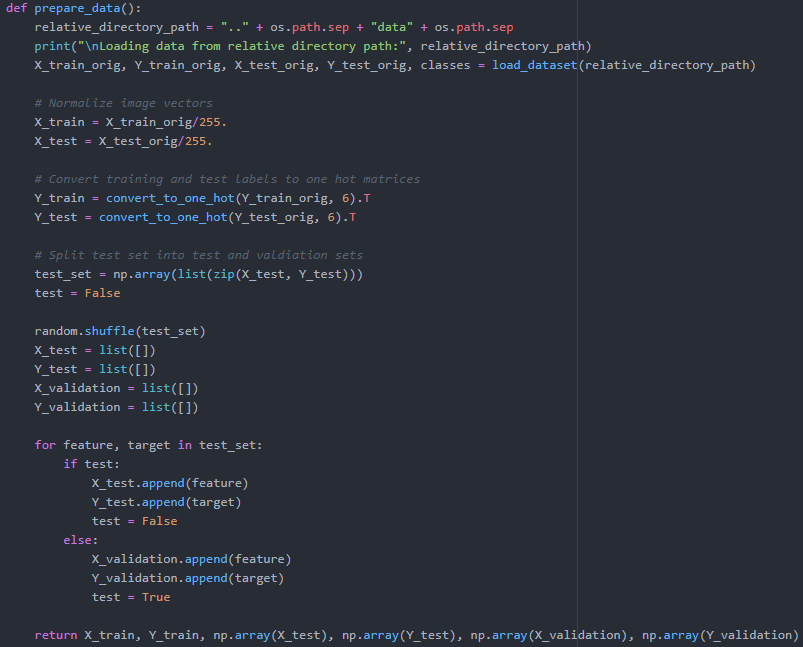 def prepare_data():
    relative_directory_path = ".." + os.path.sep + "data" + os.path.sep
    print("\nLoading data from relative directory path:", relative_directory_path)
    X_train_orig, Y_train_orig, X_test_orig, Y_test_orig, classes = load_dataset(relative_directory_path)

    # Normalize image vectors
    X_train = X_train_orig/255.
    X_test = X_test_orig/255.

    # Convert training and test labels to one hot matrices
    Y_train = convert_to_one_hot(Y_train_orig, 6).T
    Y_test = convert_to_one_hot(Y_test_orig, 6).T

    # Split test set into test and valdiation sets
    test_set = np.array(list(zip(X_test, Y_test)))
    test = False

    random.shuffle(test_set)
    X_test = list([])
    Y_test = list([])
    X_validation = list([])
    Y_validation = list([])

    for feature, target in test_set:
        if test:
            X_test.append(feature)
            Y_test.append(target)
            test = False
        else:
            X_validation.append(feature)
            Y_validation.append(target)
            test = True

    return X_train, Y_train, np.array(X_test), np.array(Y_test), np.array(X_validation), np.array(Y_validation)